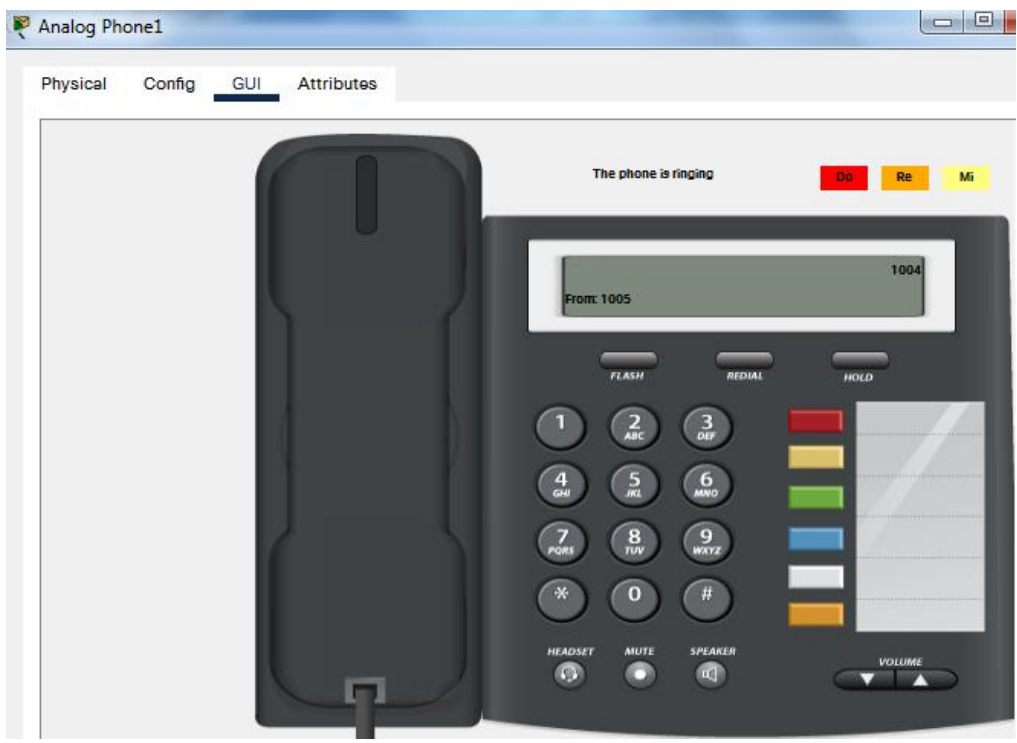 Analog Phone1
Physical Config GUI Attributes
The phone is ringing Do Re Mi
1004
From: 1005
FLASH REDIAL HOLD
1 2 3
ABC DEF
4 5 6
GHI JKL MNO
7 8 9
PQRS TUV WXYZ
* 0 #
HEADSET MUTE SPEAKER
VOLUME